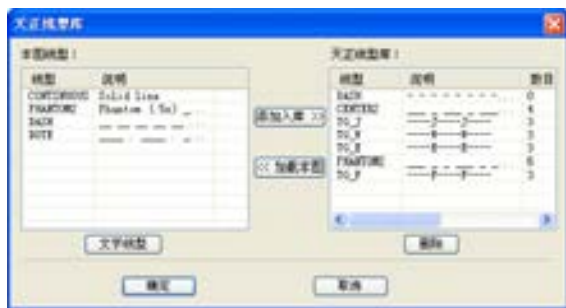 天正线型库
本图线型：
天正线型库：
线型 说明
线型 说明 数目
CONTINUOUS Solid line
PHANTOM2 Phantom (.5x)
DASH
DOTE
DASH 0
CENTER2 4
TG_J 3
TG_W 3
TG_R 3
PHANTOM2 6
TG_F 3
添加入库 >>
<< 加载本图
文字线型
删除
确定
取消